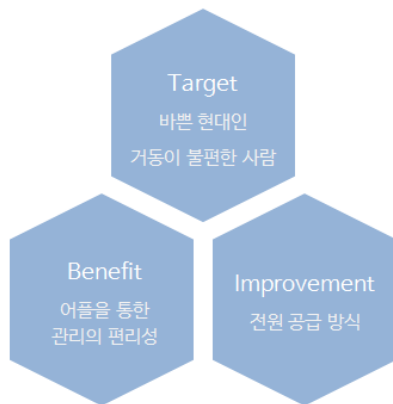 Target
바쁜 현대인
거동이 불편한 사람
Benefit
어플을 통한
관리의 편리성
Improvement
전원 공급 방식